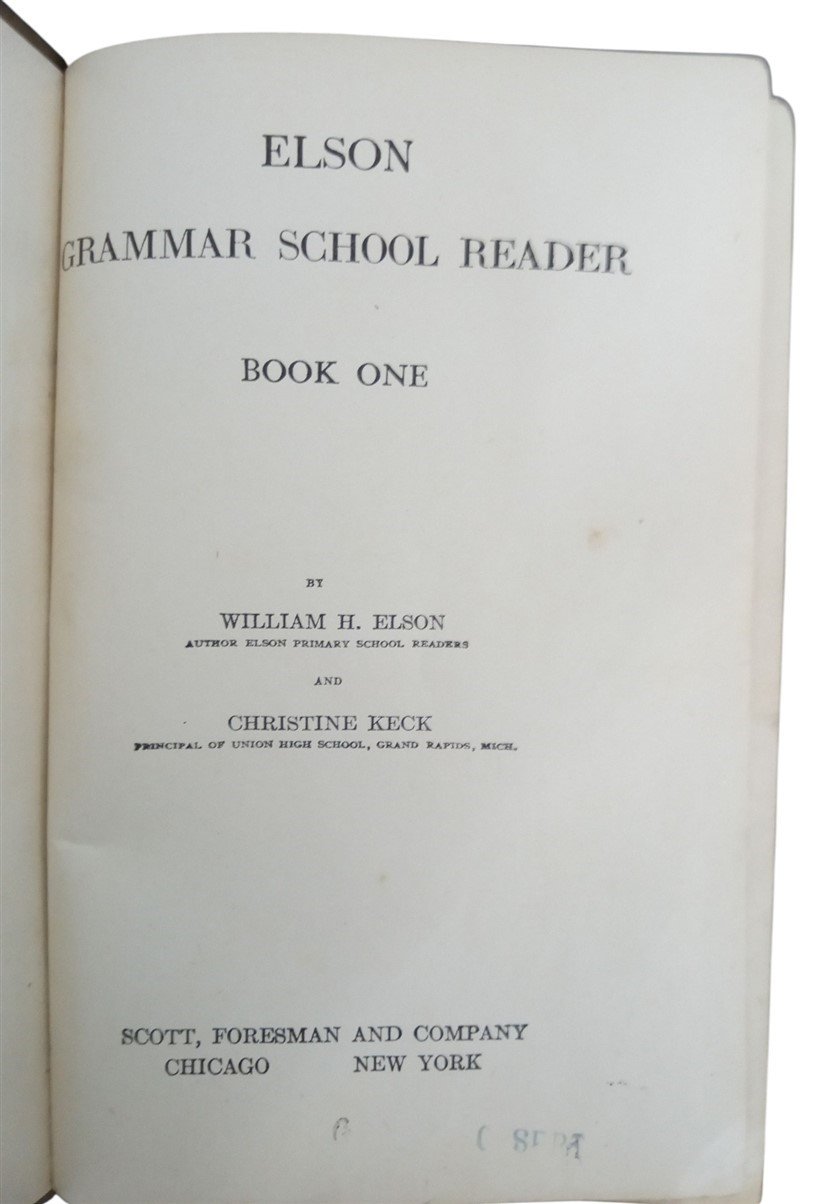 ELSON
GRAMMAR SCHOOL READER
BOOK ONE
BY
WILLIAM H. ELSON
AUTHOR ELSON PRIMARY SCHOOL READERS
AND
CHRISTINE KECK
PRINCIPAL OF UNION HIGH SCHOOL, GRAND RAPIDS, MICH.
SCOTT, FORESMAN AND COMPANY
CHICAGO NEW YORK